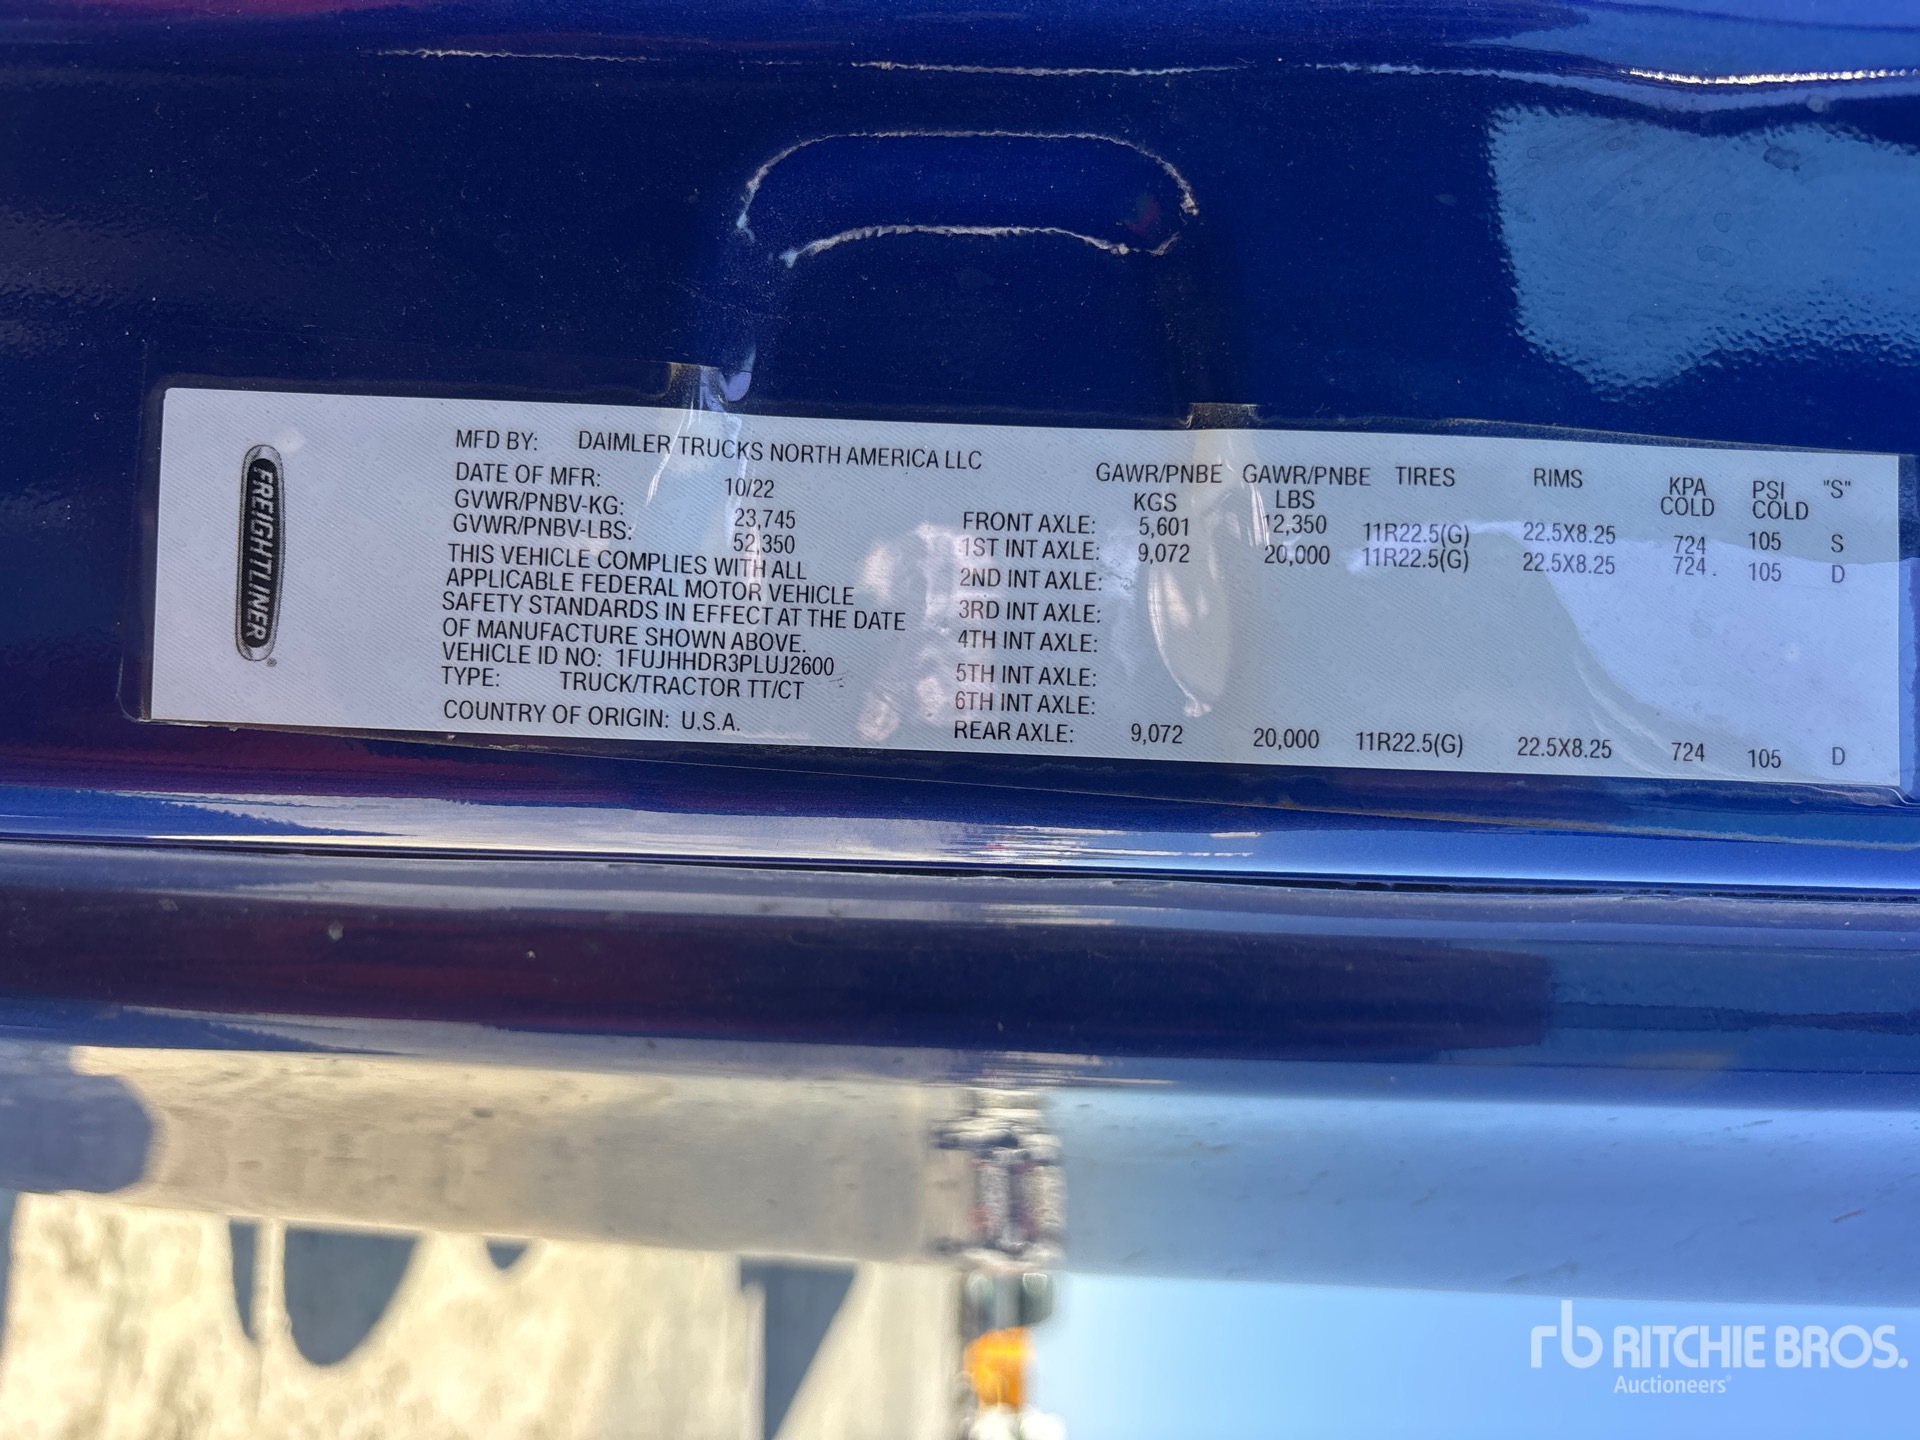 FREIGHTLINER®
MFD BY: DAIMLER TRUCKS NORTH AMERICA LLC
DATE OF MFR: 10/22
GVWR/PNBV-KG: 23,745
GVWR/PNBV-LBS: 52,350
THIS VEHICLE COMPLIES WITH ALL
APPLICABLE FEDERAL MOTOR VEHICLE
SAFETY STANDARDS IN EFFECT AT THE DATE
OF MANUFACTURE SHOWN ABOVE.
VEHICLE ID NO: 1FUJHHDR3PLUJ2600
TYPE: TRUCK/TRACTOR TT/CT
COUNTRY OF ORIGIN: U.S.A.
GAWR/PNBE KGS GAWR/PNBE LBS TIRES RIMS KPA COLD PSI COLD "S"
FRONT AXLE: 5,601 12,350 11R22.5(G) 22.5X8.25 724 105 S
1ST INT AXLE: 9,072 20,000 11R22.5(G) 22.5X8.25 724 105 D
2ND INT AXLE:
3RD INT AXLE:
4TH INT AXLE:
5TH INT AXLE:
6TH INT AXLE:
REAR AXLE: 9,072 20,000 11R22.5(G) 22.5X8.25 724 105 D
rb RITCHIE BROS.
Auctioneers